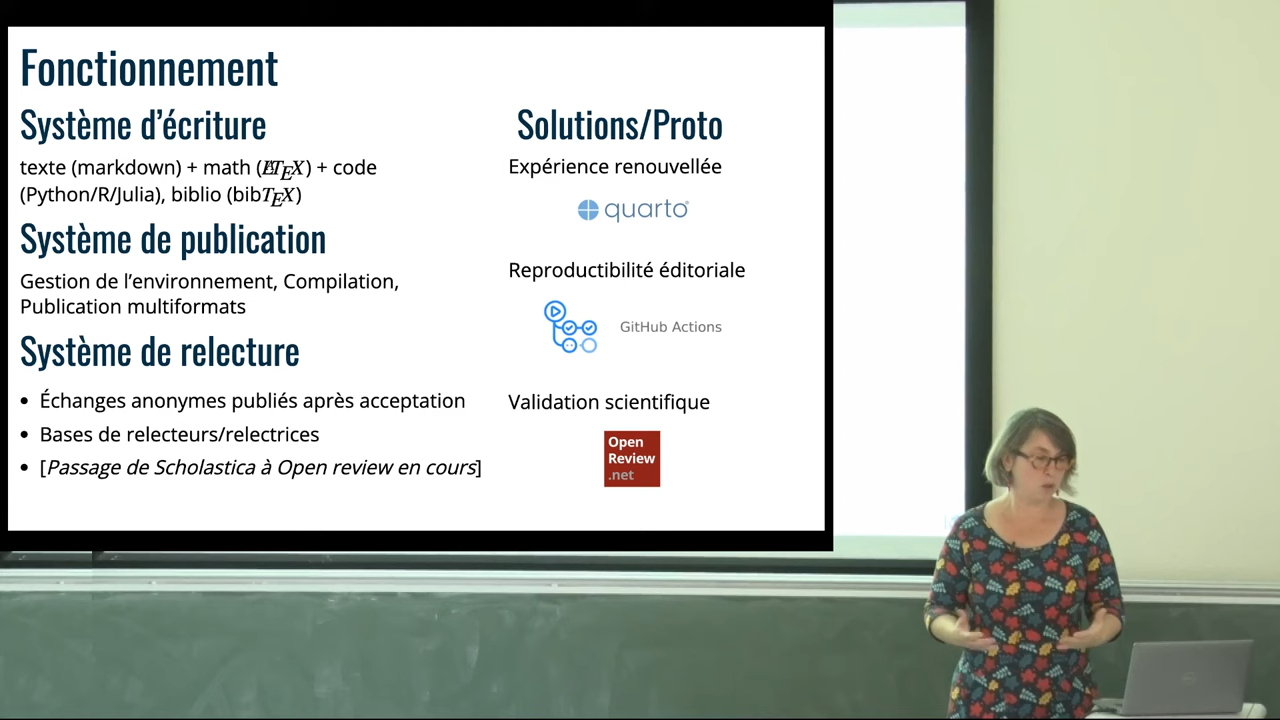 Fonctionnement
Système d’écriture
texte (markdown) + math (LATEX) + code
(Python/R/Julia), biblio (bibTEX)
Système de publication
Gestion de l’environnement, Compilation,
Publication multiformats
Système de relecture
• Échanges anonymes publiés après acceptation
• Bases de relecteurs/relectrices
• [Passage de Scholastica à Open review en cours]
Solutions/Proto
Expérience renouvellée
quarto
Reproductibilité éditoriale
GitHub Actions
Validation scientifique
Open
Review
.net